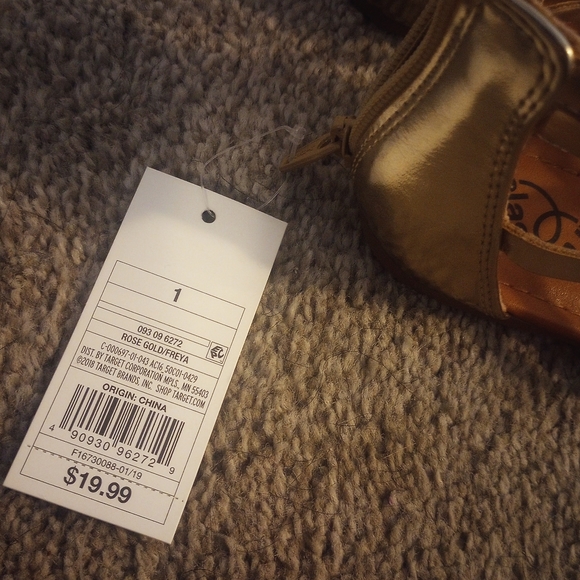 1
093 09 6272
ROSE GOLD/FREYA
C-000697-01-043 AC16 50C01-0429
DIST. BY TARGET CORPORATION MPLS, MN 55403
©2018 TARGET BRANDS, INC. SHOP TARGET.COM
ORIGIN: CHINA
4 90930 96272 9
F16730088-01/19
$19.99